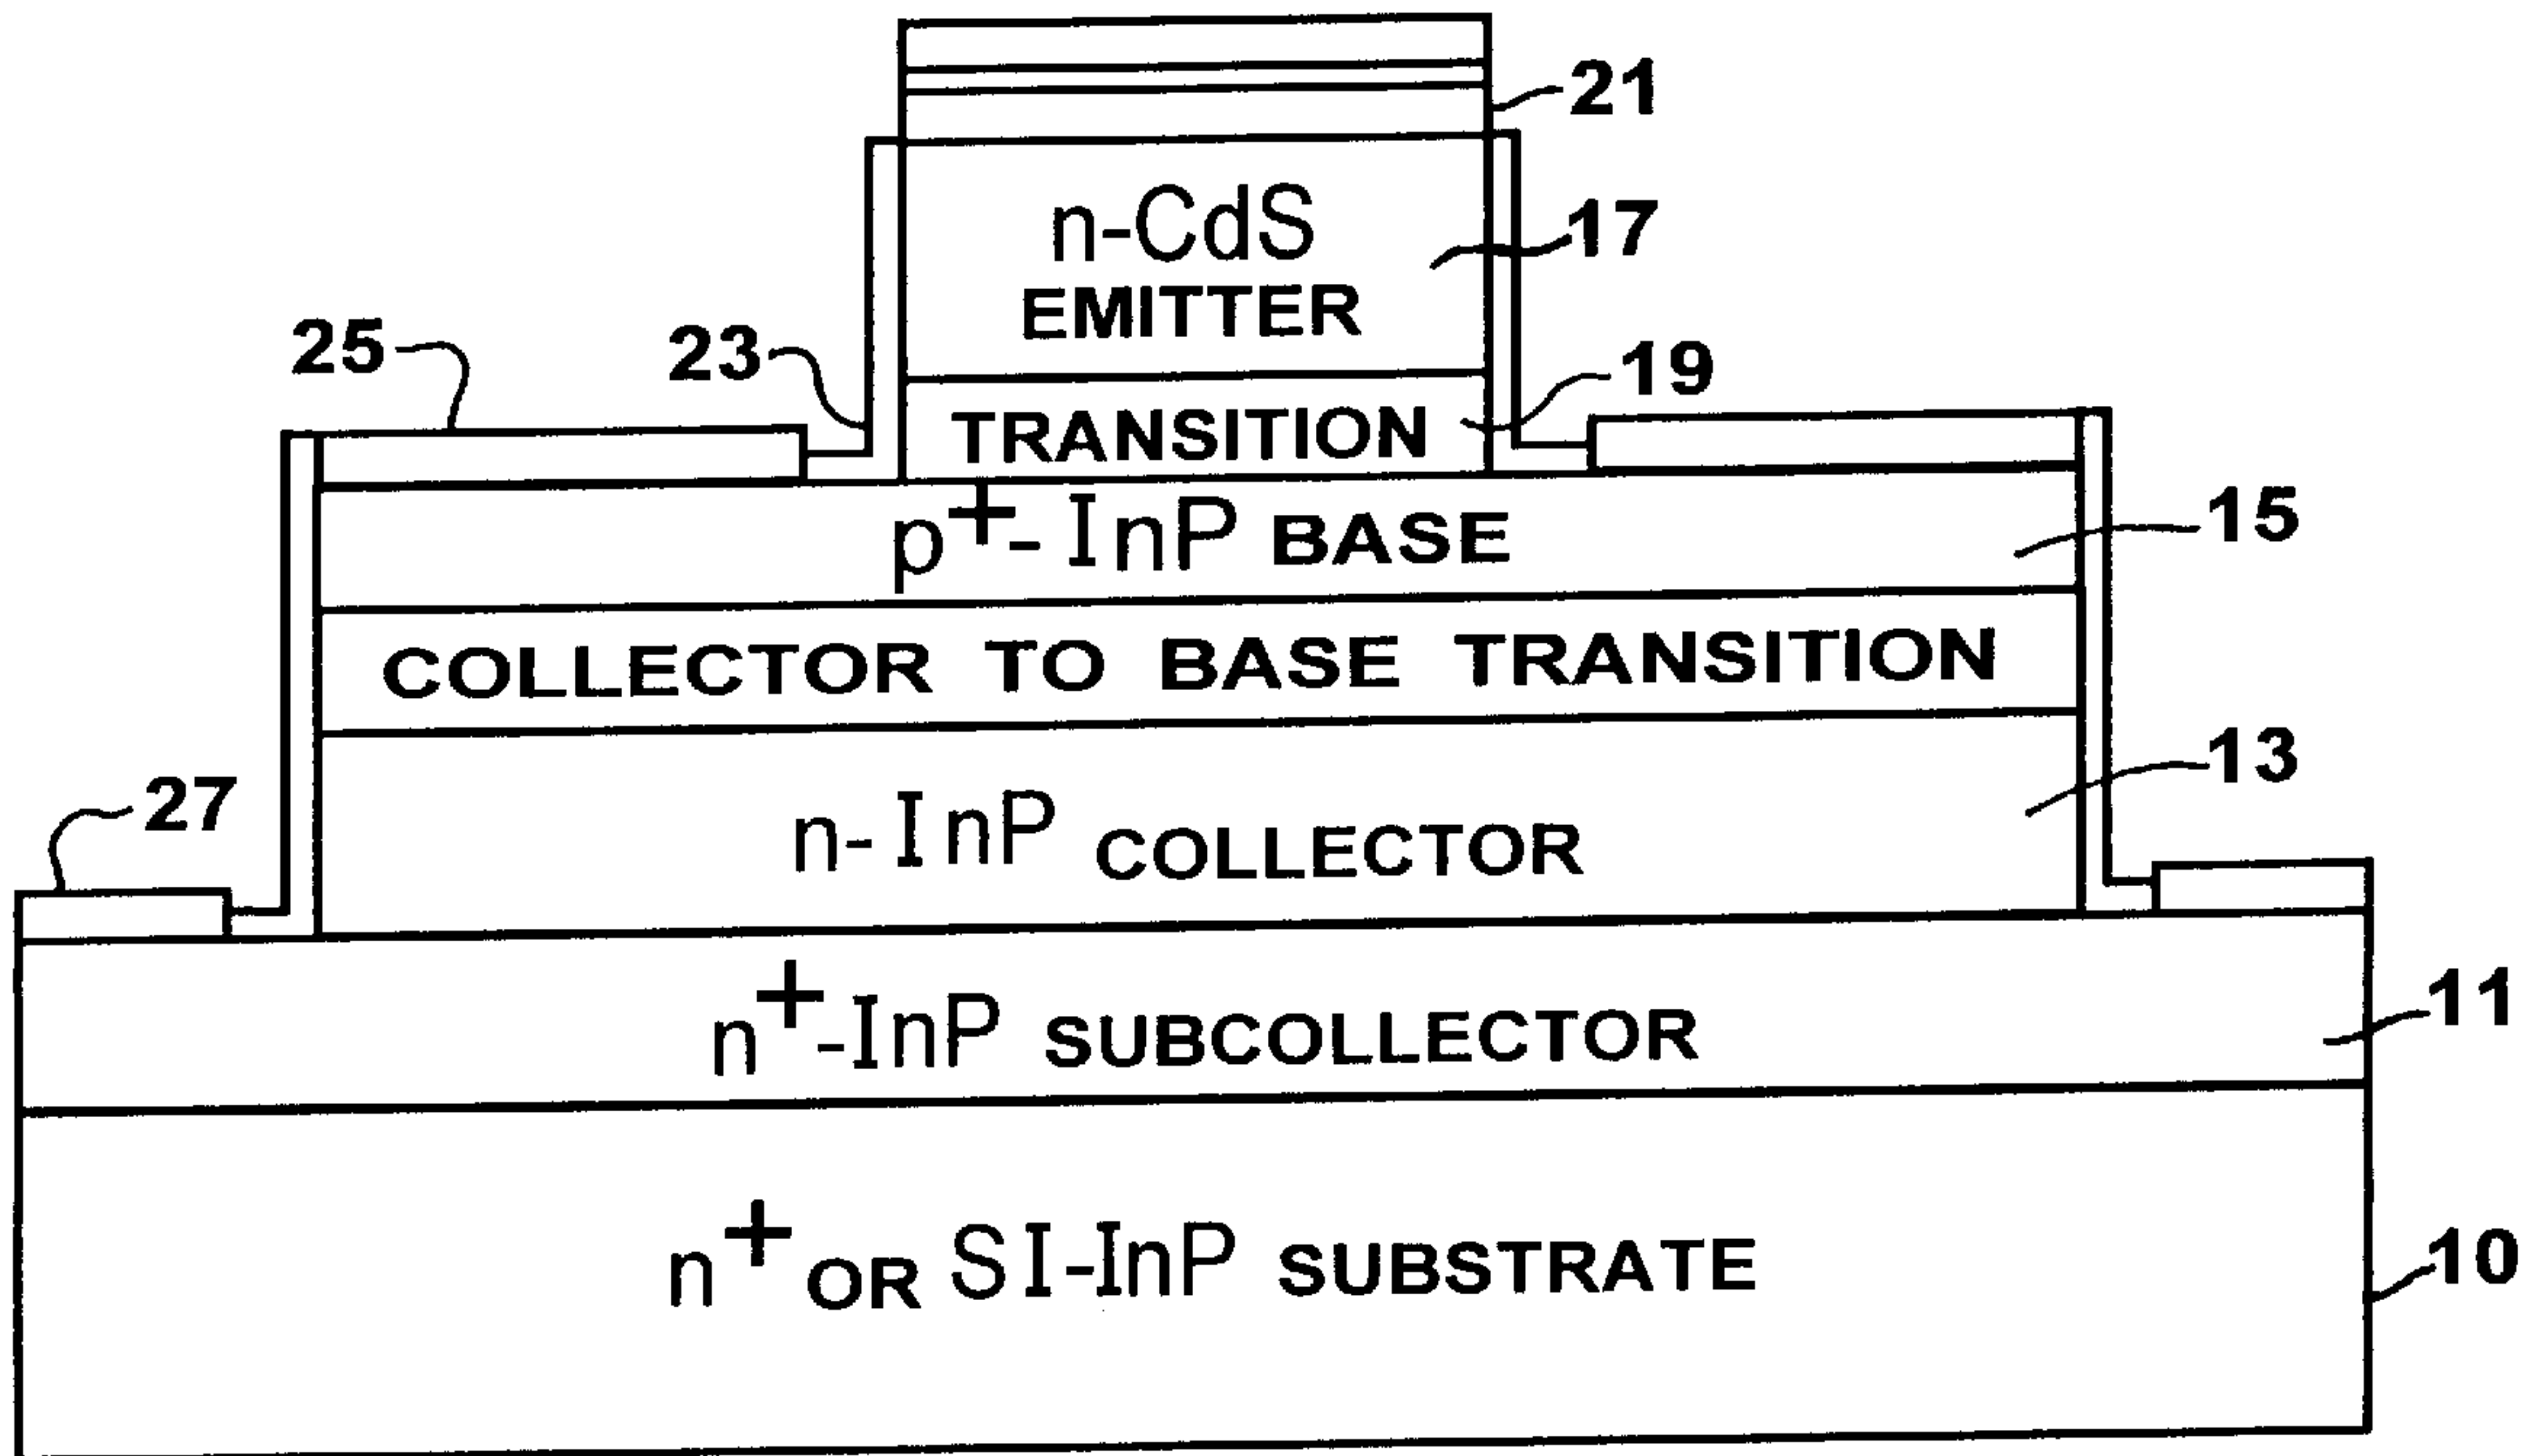 21
n-CdS
17
EMITTER
25
23
19
TRANSITION
15
p+-InP BASE
COLLECTOR TO BASE TRANSITION
13
27
n-InP COLLECTOR
11
n+-InP SUBCOLLECTOR
n+ OR SI-InP SUBSTRATE
10